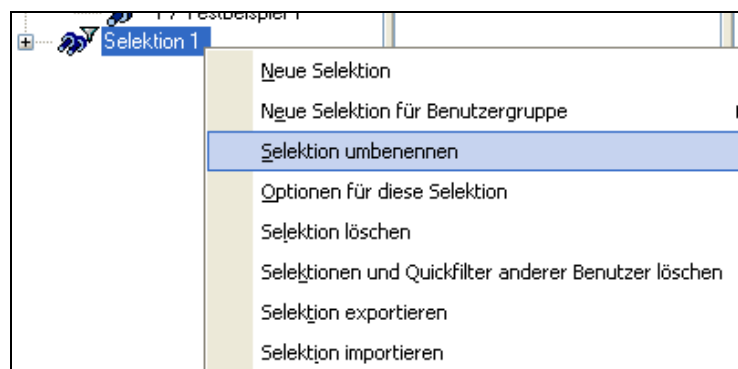 Selektion 1
Neue Selektion
Neue Selektion für Benutzergruppe
Selektion umbenennen
Optionen für diese Selektion
Selektion löschen
Selektionen und Quickfilter anderer Benutzer löschen
Selektion exportieren
Selektion importieren